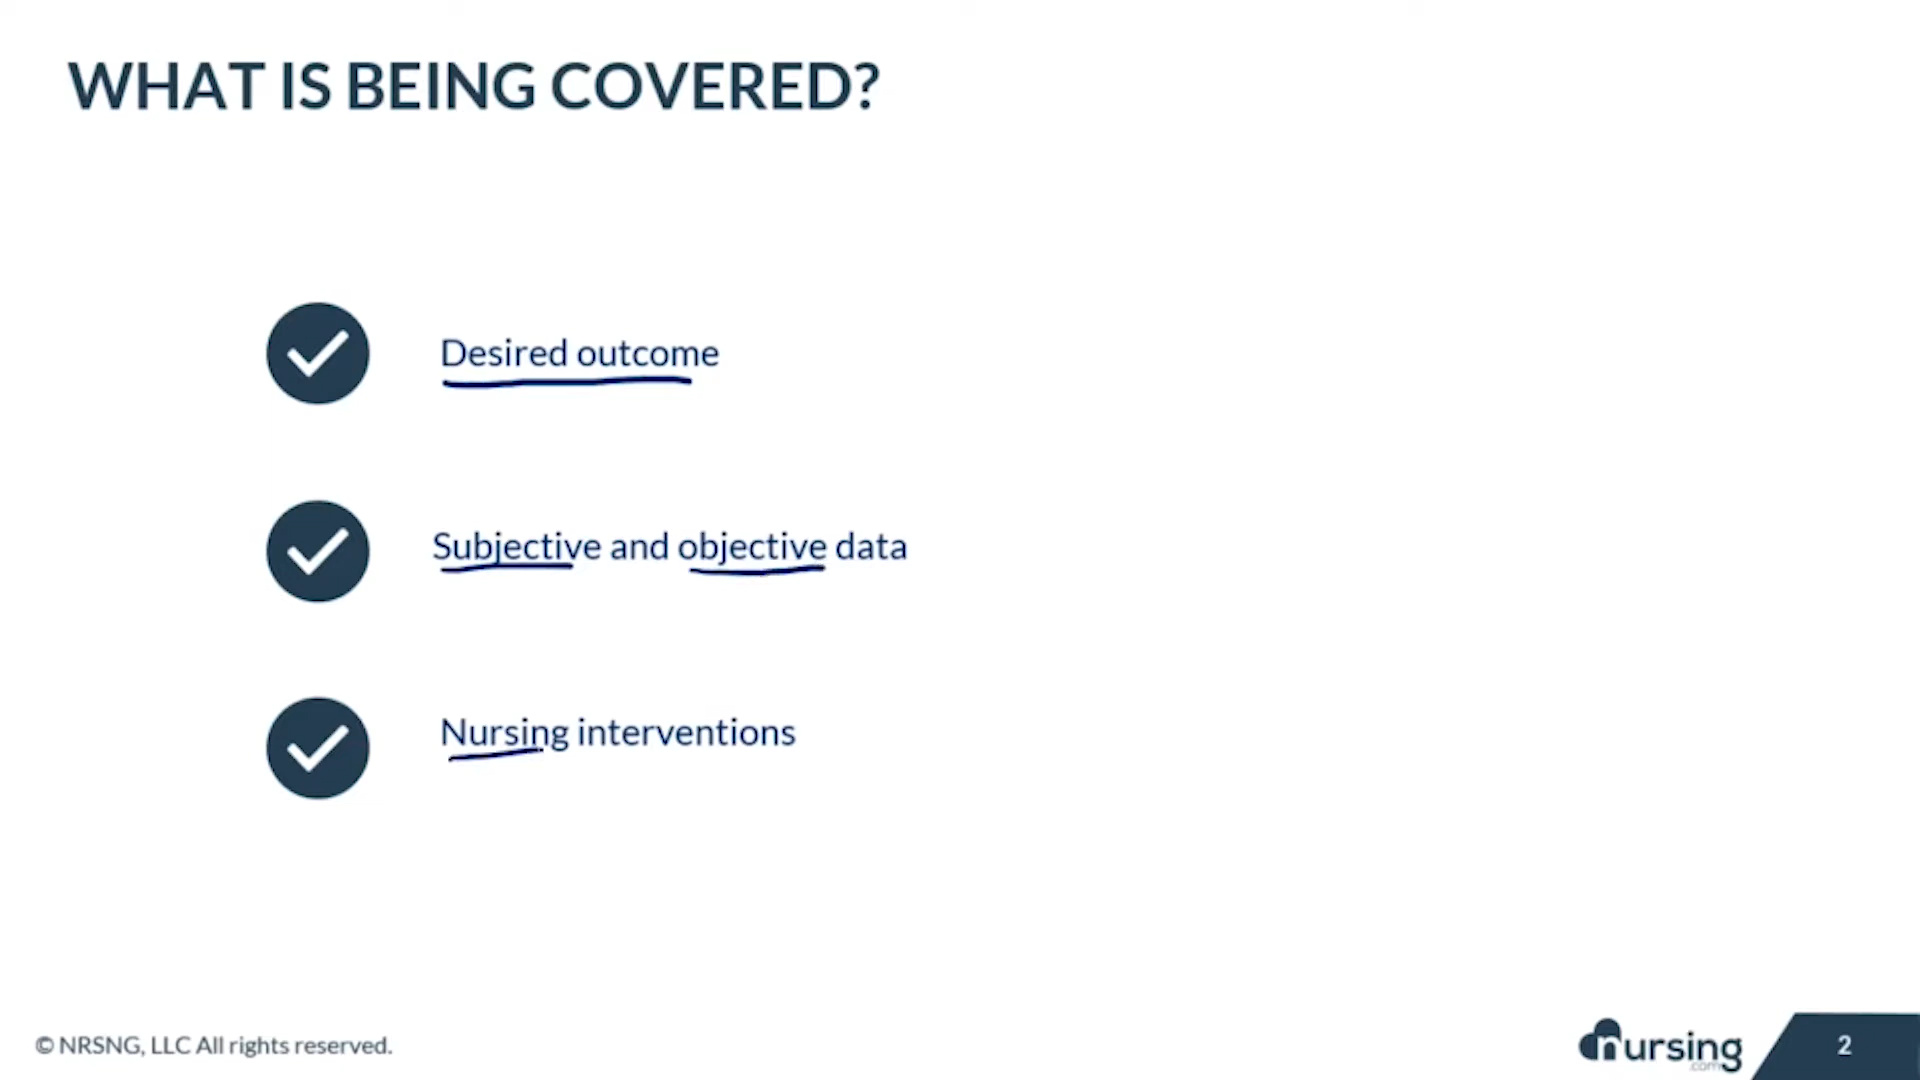 WHAT IS BEING COVERED?
Desired outcome
Subjective and objective data
Nursing interventions
© NRSNG, LLC All rights reserved.
nursing
.com
2